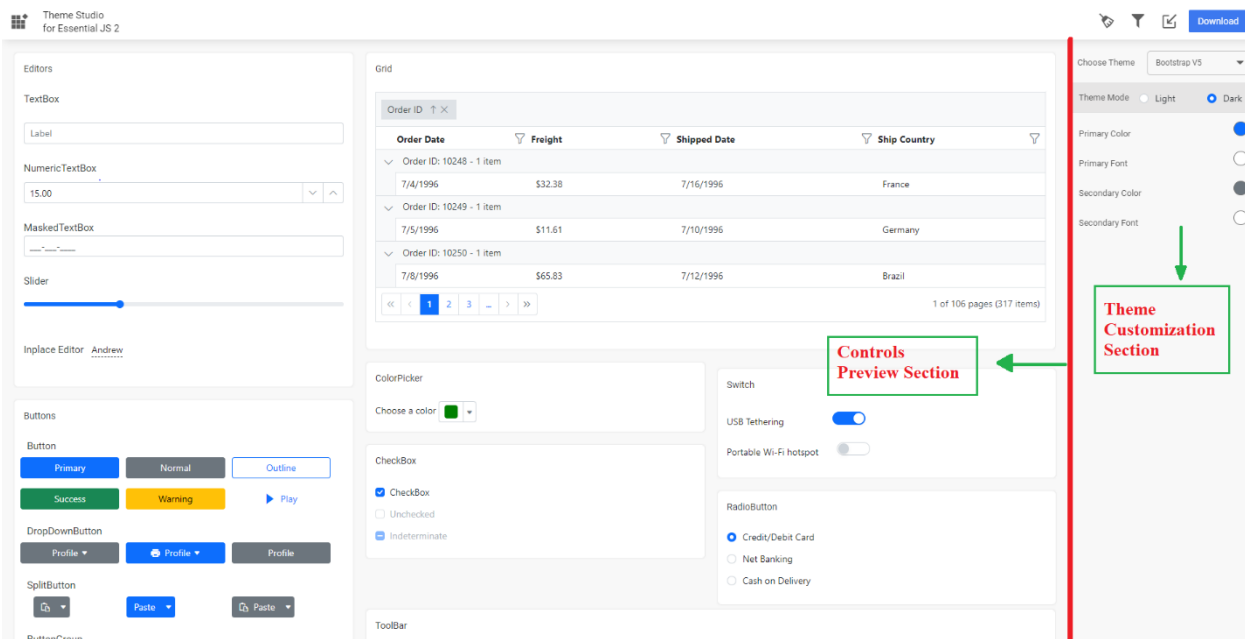 Theme Studio
for Essential JS 2
Download
Editors
TextBox
Label
NumericTextBox
15.00
MaskedTextBox
___-___-____
Slider
Inplace Editor Andrew
Buttons
Button
Primary Normal Outline
Success Warning Play
DropDownButton
Profile Profile Profile
SplitButton
Paste Paste
ButtonGroup
Grid
Order ID
Order Date Freight Shipped Date Ship Country
Order ID: 10248 - 1 item
7/4/1996 $32.38 7/16/1996 France
Order ID: 10249 - 1 item
7/5/1996 $11.61 7/10/1996 Germany
Order ID: 10250 - 1 item
7/8/1996 $65.83 7/12/1996 Brazil
1 2 3 ... 1 of 106 pages (317 items)
Controls
Preview Section
ColorPicker
Choose a color
CheckBox
CheckBox
Unchecked
Indeterminate
Switch
USB Tethering
Portable Wi-Fi hotspot
RadioButton
Credit/Debit Card
Net Banking
Cash on Delivery
ToolBar
Choose Theme Bootstrap V5
Theme Mode Light Dark
Primary Color
Primary Font
Secondary Color
Secondary Font
Theme
Customization
Section